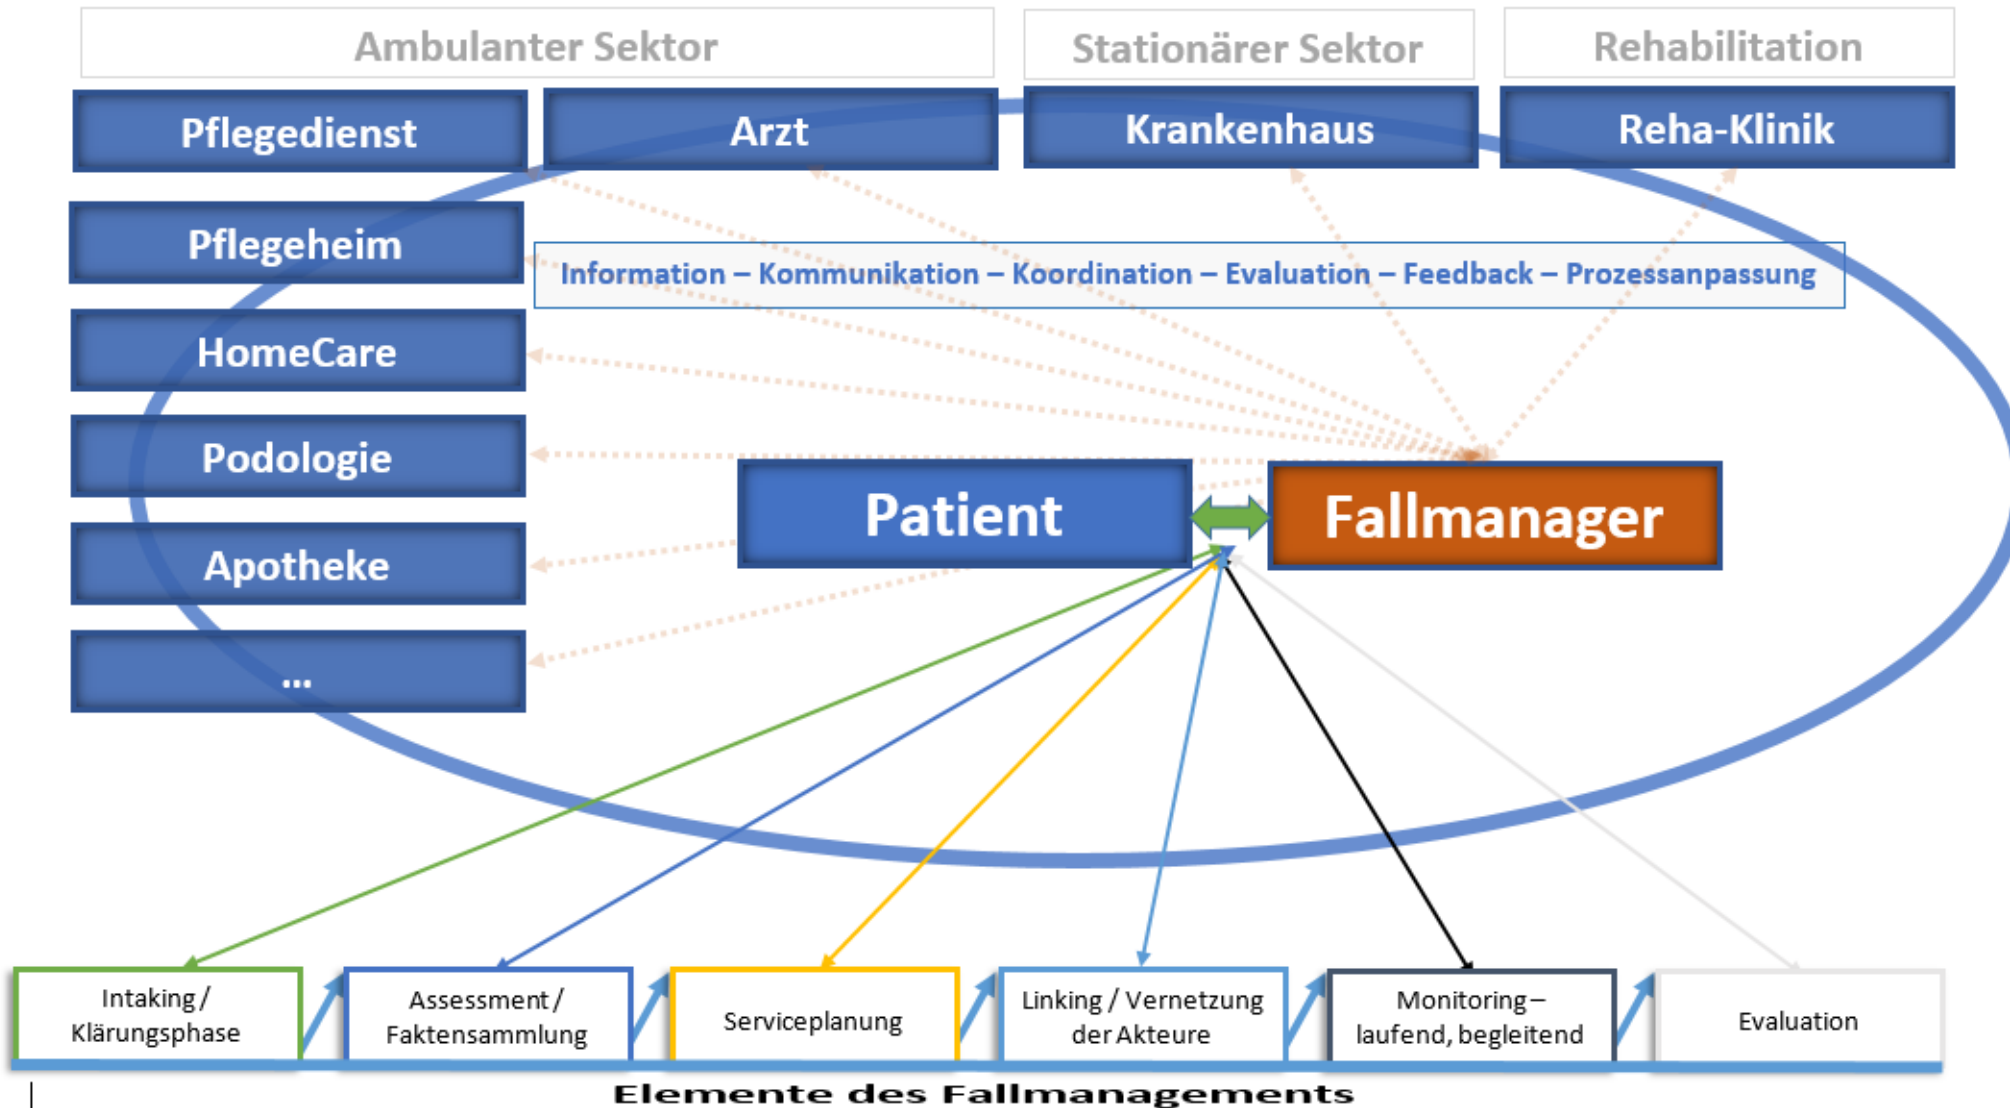 Ambulanter Sektor
Stationärer Sektor
Rehabilitation
Pflegedienst
Arzt
Krankenhaus
Reha-Klinik
Pflegeheim
Information – Kommunikation – Koordination – Evaluation – Feedback – Prozessanpassung
HomeCare
Podologie
Patient
Fallmanager
Apotheke
...
Intaking /
Klärungsphase
Assessment /
Faktensammlung
Serviceplanung
Linking / Vernetzung
der Akteure
Monitoring –
laufend, begleitend
Evaluation
Elemente des Fallmanagements